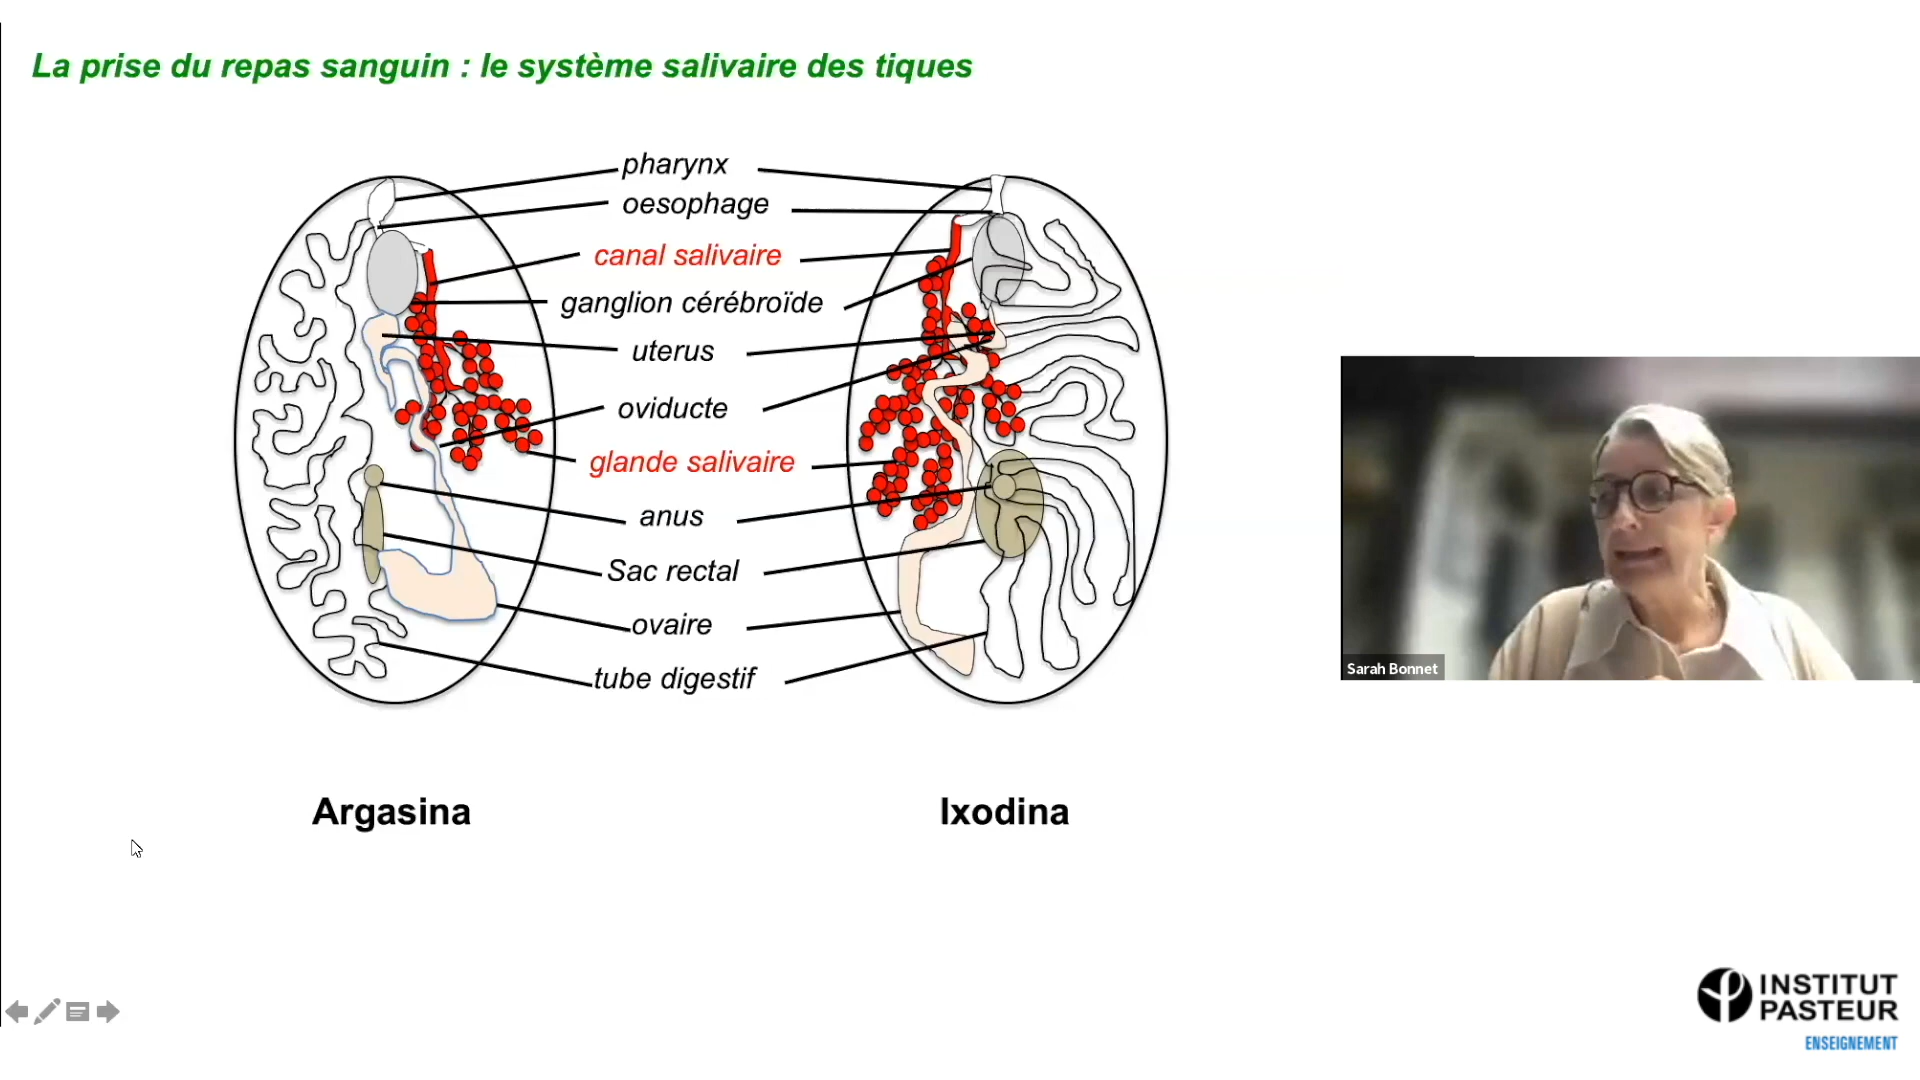 La prise du repas sanguin : le système salivaire des tiques
pharynx
oesophage
canal salivaire
ganglion cérébroïde
uterus
oviducte
glande salivaire
anus
Sac rectal
ovaire
tube digestif
Argasina
Ixodina
Sarah Bonnet
INSTITUT
PASTEUR
ENSEIGNEMENT